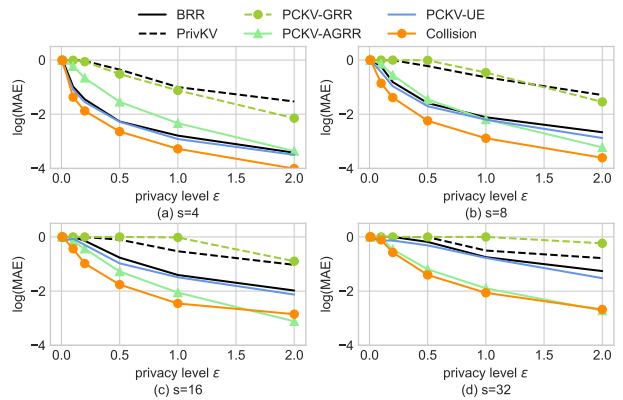 BRR PCKV-GRR PCKV-UE
PrivKV PCKV-AGRR Collision
log(MAE)
0
−2
−4
0.0 0.5 1.0 1.5 2.0
privacy level ε
(a) s=4
log(MAE)
0
−2
−4
0.0 0.5 1.0 1.5 2.0
privacy level ε
(b) s=8
log(MAE)
0
−2
−4
0.0 0.5 1.0 1.5 2.0
privacy level ε
(c) s=16
log(MAE)
0
−2
−4
0.0 0.5 1.0 1.5 2.0
privacy level ε
(d) s=32